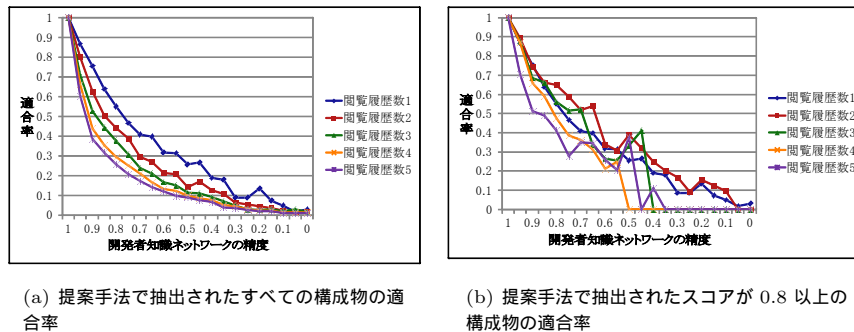 1
0.9
0.8
0.7
0.6
0.5
0.4
0.3
0.2
0.1
0
適合率
1 0.9 0.8 0.7 0.6 0.5 0.4 0.3 0.2 0.1 0
開発者知識ネットワークの精度
閲覧履歴数1
閲覧履歴数2
閲覧履歴数3
閲覧履歴数4
閲覧履歴数5
(a) 提案手法で抽出されたすべての構成物の適
合率
1
0.9
0.8
0.7
0.6
0.5
0.4
0.3
0.2
0.1
0
適合率
1 0.9 0.8 0.7 0.6 0.5 0.4 0.3 0.2 0.1 0
開発者知識ネットワークの精度
閲覧履歴数1
閲覧履歴数2
閲覧履歴数3
閲覧履歴数4
閲覧履歴数5
(b) 提案手法で抽出されたスコアが 0.8 以上の
構成物の適合率